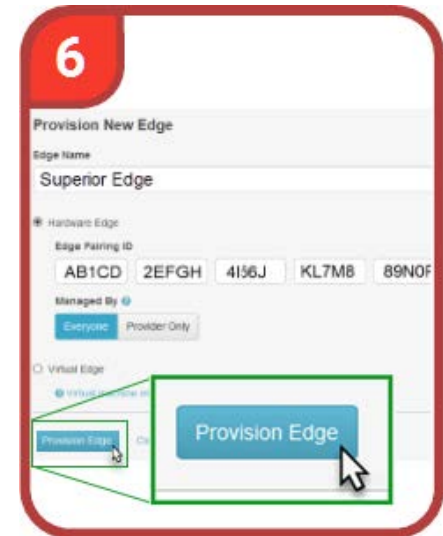 6
Provision New Edge
Edge Name
Superior Edge
Hardware Edge
Edge Pairing ID
AB1CD 2EFGH 4I56J KL7M8 89N0P
Managed By
Everyone Provider Only
Virtual Edge
Provision Edge
Provision Edge